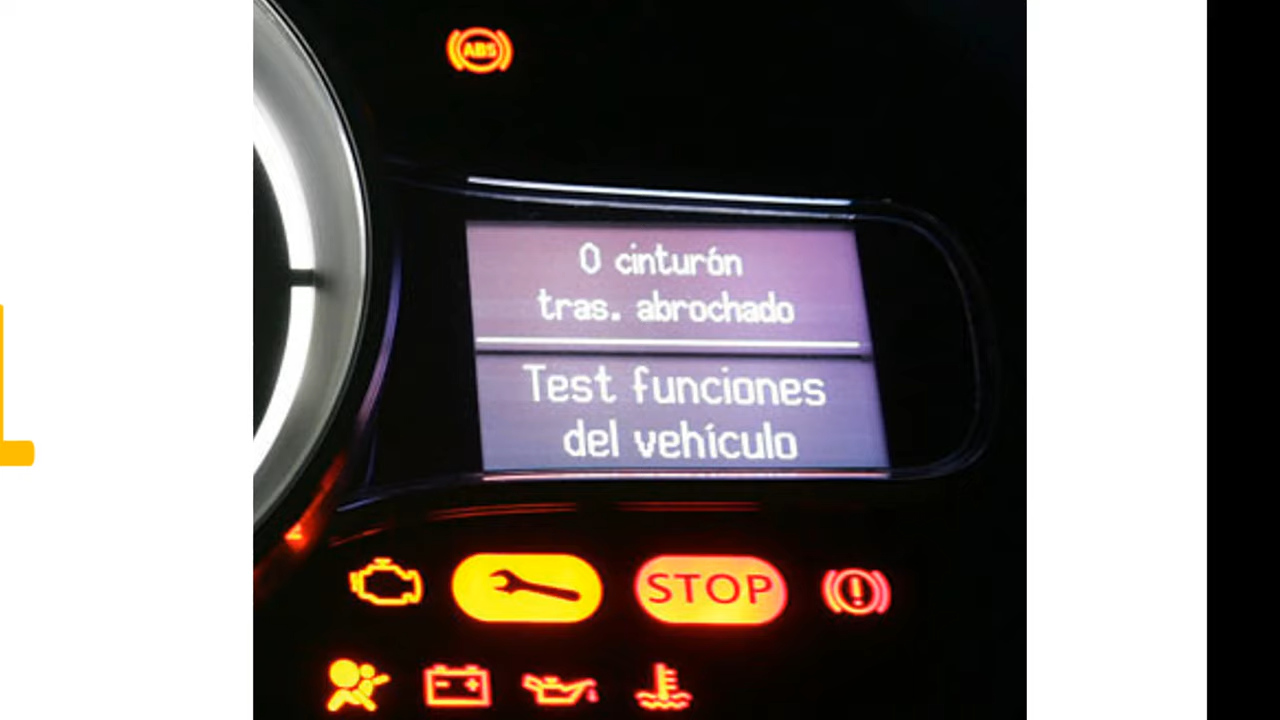 ABS
0 cinturón
tras. abrochado
Test funciones
del vehículo
STOP